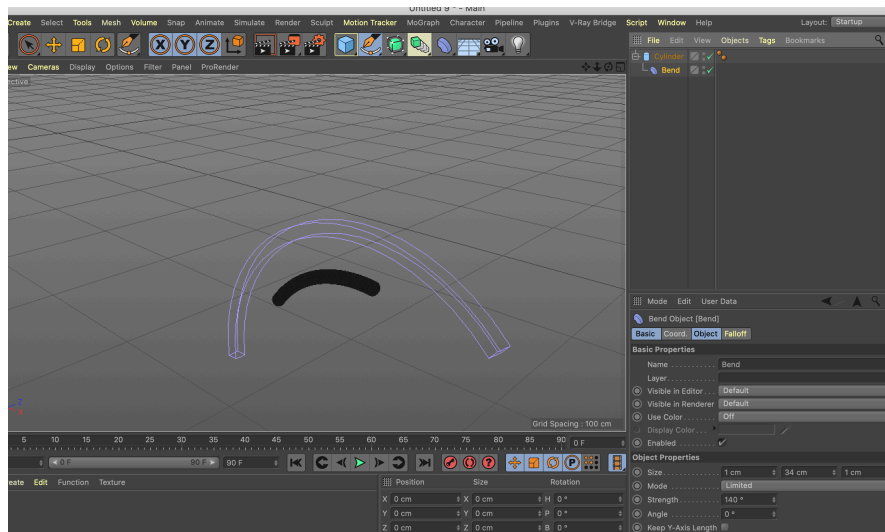 Untitled 9 * - Main
Create Select Tools Mesh Volume Snap Animate Simulate Render Sculpt Motion Tracker MoGraph Character Pipeline Plugins V-Ray Bridge Script Window Help Layout: Startup
X Y Z
File Edit View Objects Tags Bookmarks
ew Cameras Display Options Filter Panel ProRender
Cylinder
Bend
ective
Z
X
Grid Spacing : 100 cm
Mode Edit User Data
Bend Object [Bend]
Basic Coord. Object Falloff
Basic Properties
Name Bend
Layer
Visible in Editor Default
Visible in Renderer Default
Use Color Off
Display Color
Enabled
Object Properties
Size 1 cm 34 cm 1 cm
Mode Limited
Strength 140 °
Angle 0 °
Keep Y-Axis Length
5 10 15 20 25 30 35 40 45 50 55 60 65 70 75 80 85 90 0 F
0 F 90 F 90 F
reate Edit Function Texture
Position Size Rotation
X 0 cm X 0 cm H 0 °
Y 0 cm Y 0 cm P 0 °
Z 0 cm Z 0 cm B 0 °